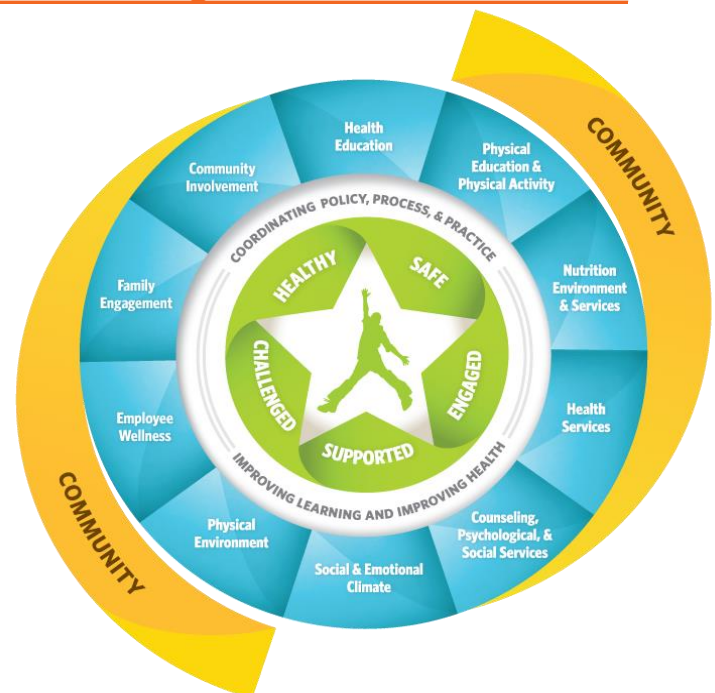 COMMUNITY
Health
Education
Physical
Education &
Physical Activity
Nutrition
Environment
& Services
Health
Services
Counseling,
Psychological, &
Social Services
Social & Emotional
Climate
Physical
Environment
Employee
Wellness
Family
Engagement
Community
Involvement
COORDINATING POLICY, PROCESS, & PRACTICE
IMPROVING LEARNING AND IMPROVING HEALTH
HEALTHY
SAFE
ENGAGED
SUPPORTED
CHALLENGED
COMMUNITY